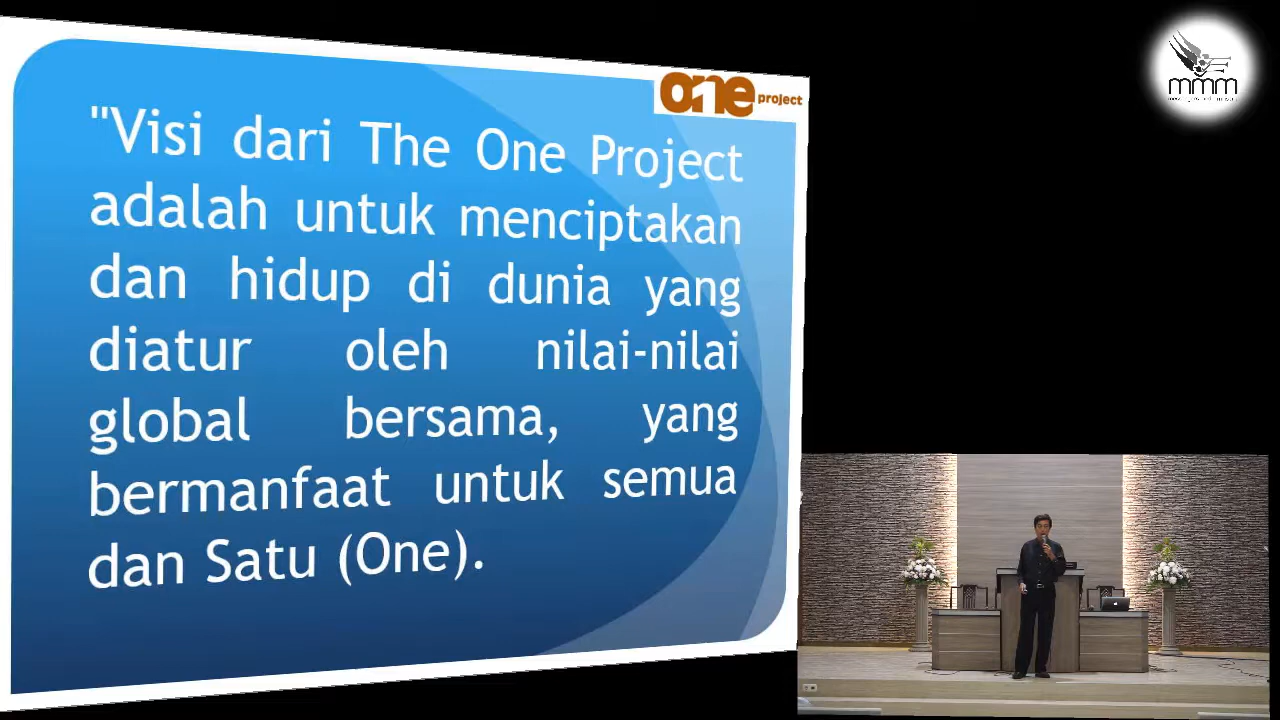 one project
"Visi dari The One Project
adalah untuk menciptakan
dan hidup di dunia yang
diatur oleh nilai-nilai
global bersama, yang
bermanfaat untuk semua
dan Satu (One).
mmm